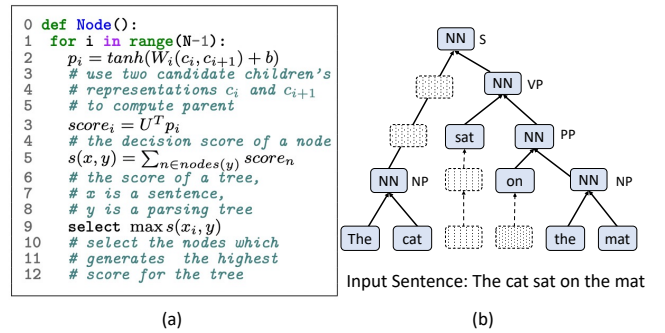 0 def Node():
1 for i in range(N-1):
2 p_i = tanh(W_i(c_i, c_{i+1}) + b)
3 # use two candidate children's
4 # representations c_i and c_{i+1}
5 # to compute parent
3 score_i = U^T p_i
4 # the decision score of a node
5 s(x, y) = ∑_{n∈nodes(y)} score_n
6 # the score of a tree,
7 # x is a sentence,
8 # y is a parsing tree
9 select max s(x_i, y)
10 # select the nodes which
11 # generates the highest
12 # score for the tree
(a)
NN S
NN VP
sat NN PP
NN NP on NN NP
The cat the mat
Input Sentence: The cat sat on the mat
(b)